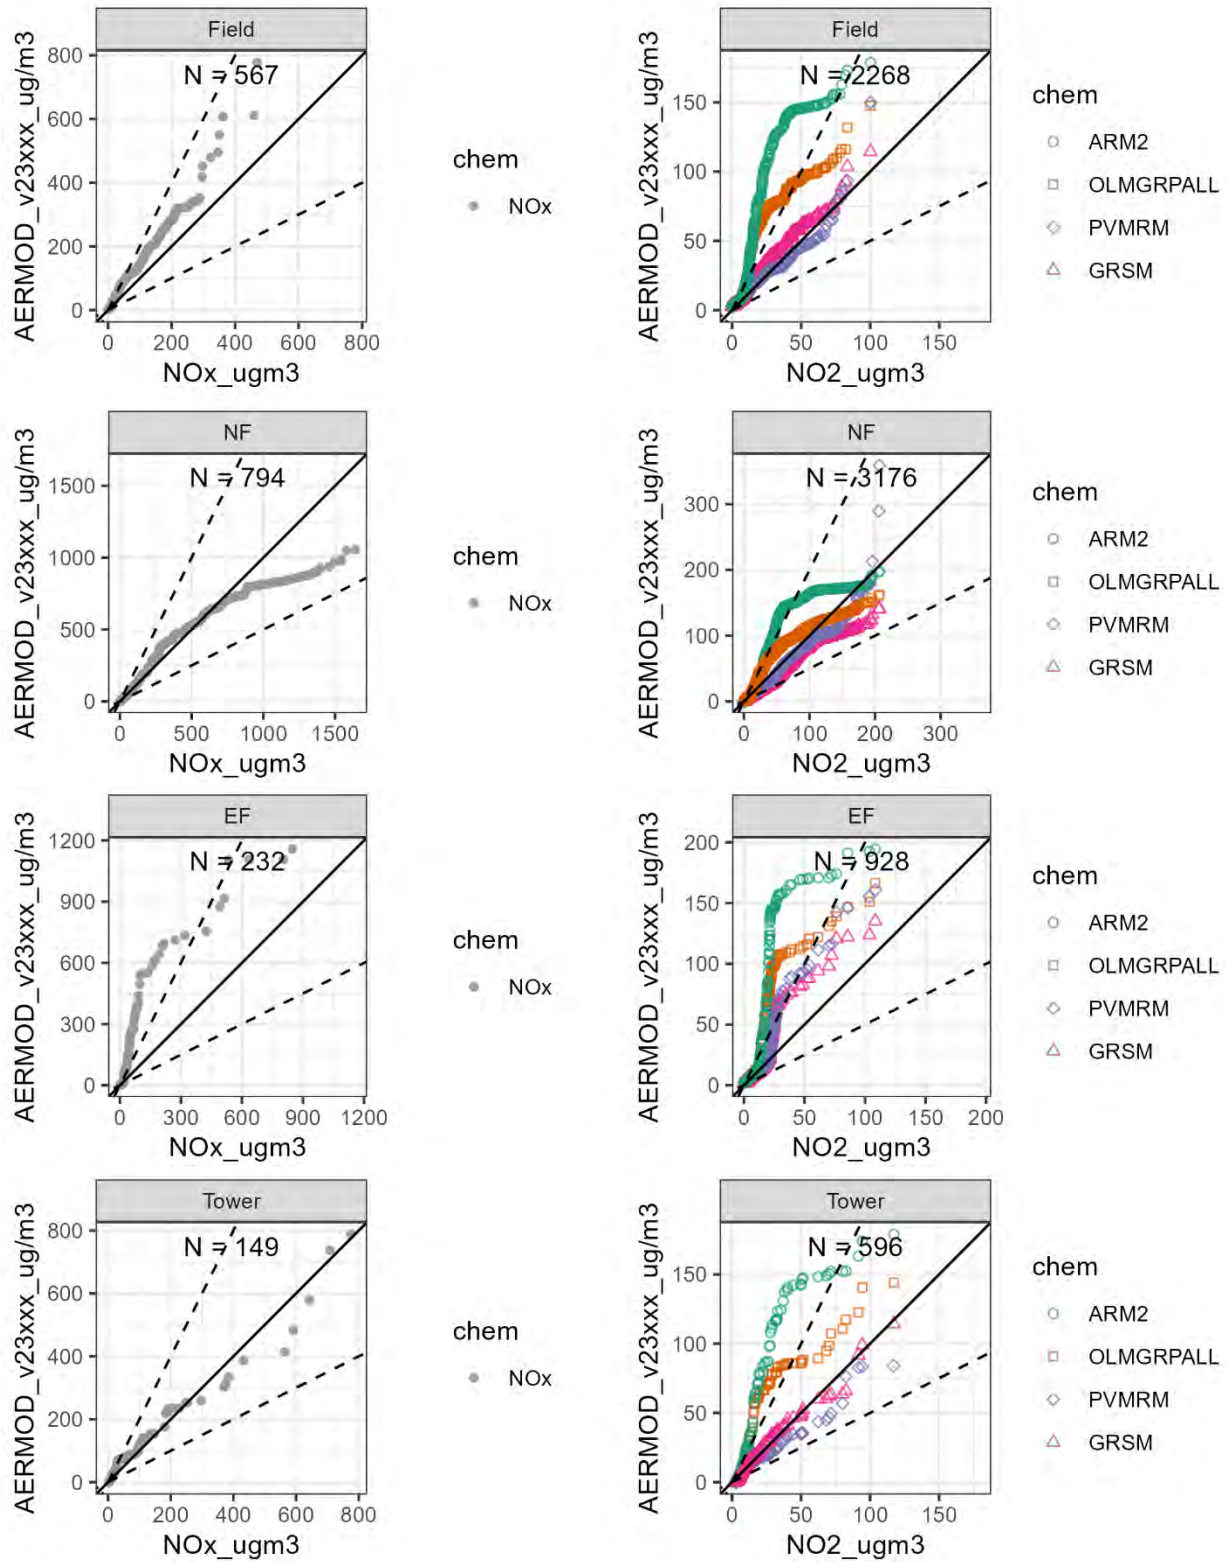 Field
AERMOD_v23xxx_ug/m3
800
600
400
200
0
N = 567
0 200 400 600 800
NOx_ugm3
chem
NOx
Field
AERMOD_v23xxx_ug/m3
150
100
50
0
N = 2268
0 50 100 150
NO2_ugm3
chem
ARM2
OLMGRPALL
PVMRM
GRSM
NF
AERMOD_v23xxx_ug/m3
1500
1000
500
0
N = 794
0 500 1000 1500
NOx_ugm3
chem
NOx
NF
AERMOD_v23xxx_ug/m3
300
200
100
0
N = 3176
0 100 200 300
NO2_ugm3
chem
ARM2
OLMGRPALL
PVMRM
GRSM
EF
AERMOD_v23xxx_ug/m3
1200
900
600
300
0
N = 232
0 300 600 900 1200
NOx_ugm3
chem
NOx
EF
AERMOD_v23xxx_ug/m3
200
150
100
50
0
N = 928
0 50 100 150 200
NO2_ugm3
chem
ARM2
OLMGRPALL
PVMRM
GRSM
Tower
AERMOD_v23xxx_ug/m3
800
600
400
200
0
N = 149
0 200 400 600 800
NOx_ugm3
chem
NOx
Tower
AERMOD_v23xxx_ug/m3
150
100
50
0
N = 596
0 50 100 150
NO2_ugm3
chem
ARM2
OLMGRPALL
PVMRM
GRSM